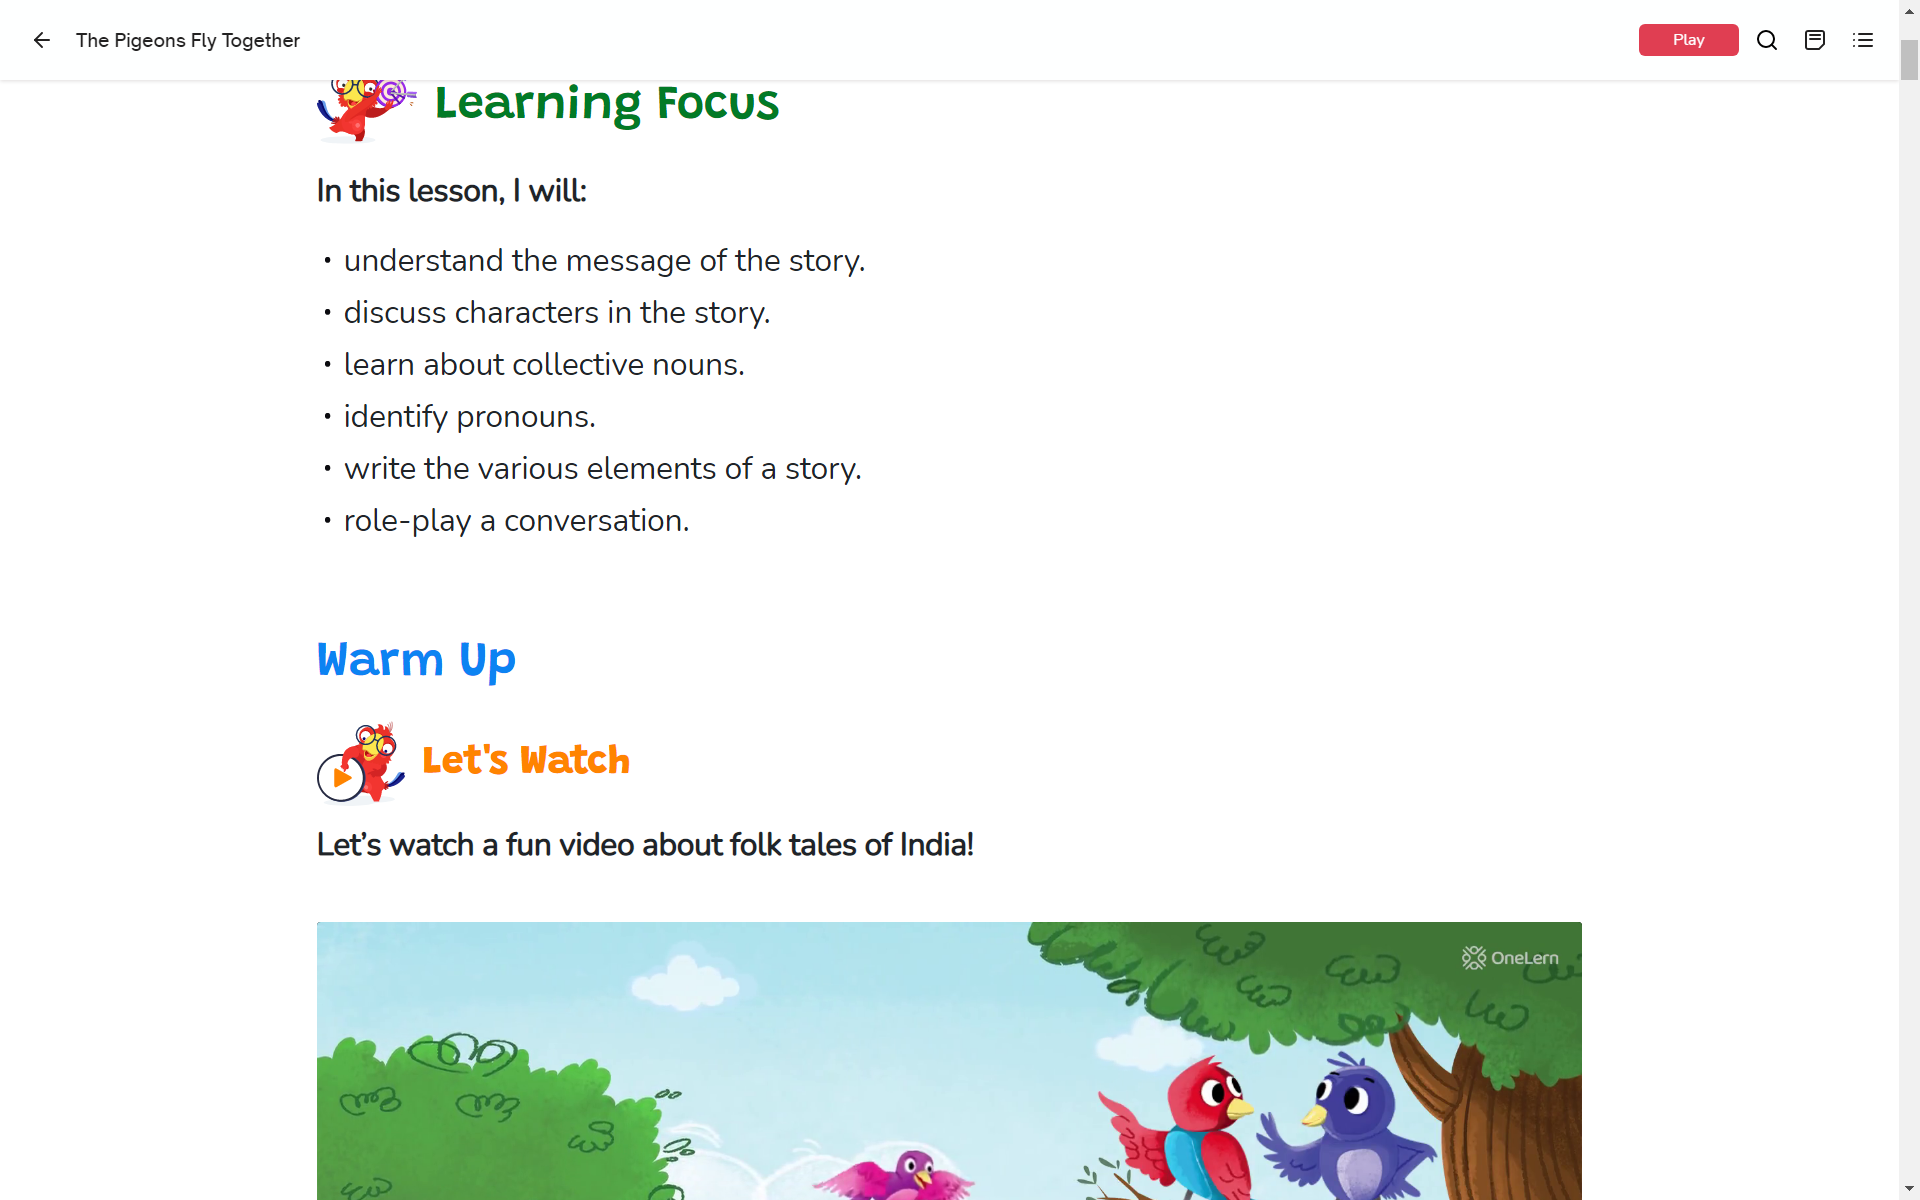 The Pigeons Fly Together
Play
Learning Focus
In this lesson, I will:
• understand the message of the story.
• discuss characters in the story.
• learn about collective nouns.
• identify pronouns.
• write the various elements of a story.
• role-play a conversation.
Warm Up
Let's Watch
Let’s watch a fun video about folk tales of India!
OneLern